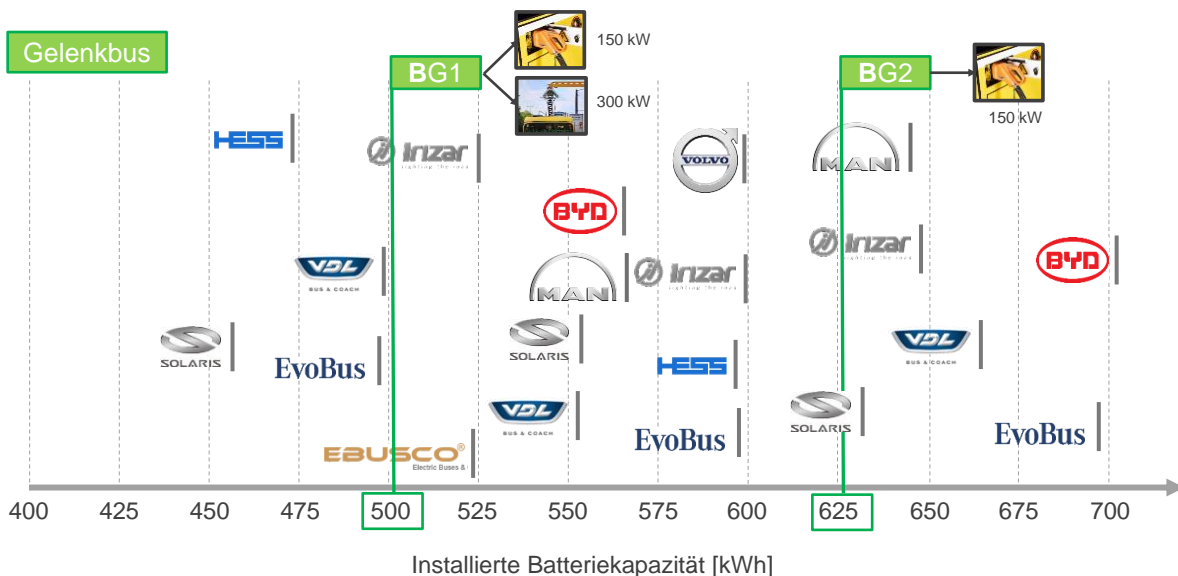 Gelenkbus
BG1
150 kW
300 kW
BG2
150 kW
HESS
Irizar
VOLVO
MAN
BYD
VDL
BUS & COACH
MAN
Irizar
Irizar
BYD
SOLARIS
EvoBus
SOLARIS
HESS
VDL
BUS & COACH
VDL
BUS & COACH
EvoBus
SOLARIS
EvoBus
EBUSCO®
Electric Buses &
400 425 450 475 500 525 550 575 600 625 650 675 700
Installierte Batteriekapazität [kWh]